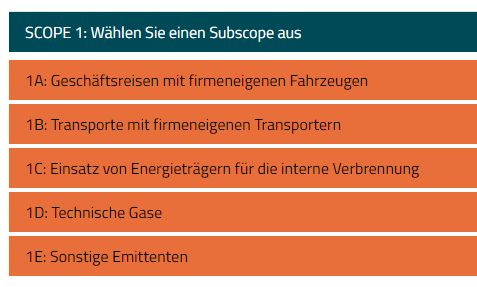 SCOPE 1: Wählen Sie einen Subscope aus
1A: Geschäftsreisen mit firmeneigenen Fahrzeugen
1B: Transporte mit firmeneigenen Transportern
1C: Einsatz von Energieträgern für die interne Verbrennung
1D: Technische Gase
1E: Sonstige Emittenten